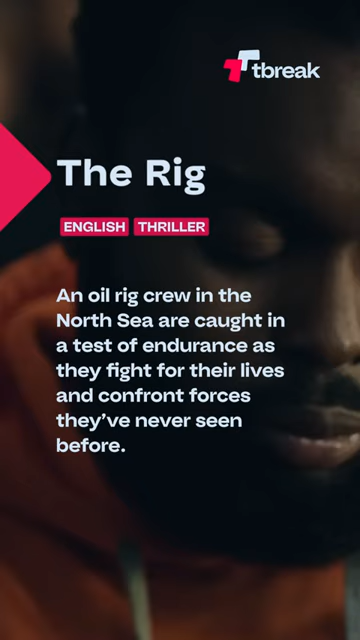 tbreak
The Rig
ENGLISH THRILLER
An oil rig crew in the
North Sea are caught in
a test of endurance as
they fight for their lives
and confront forces
they've never seen
before.